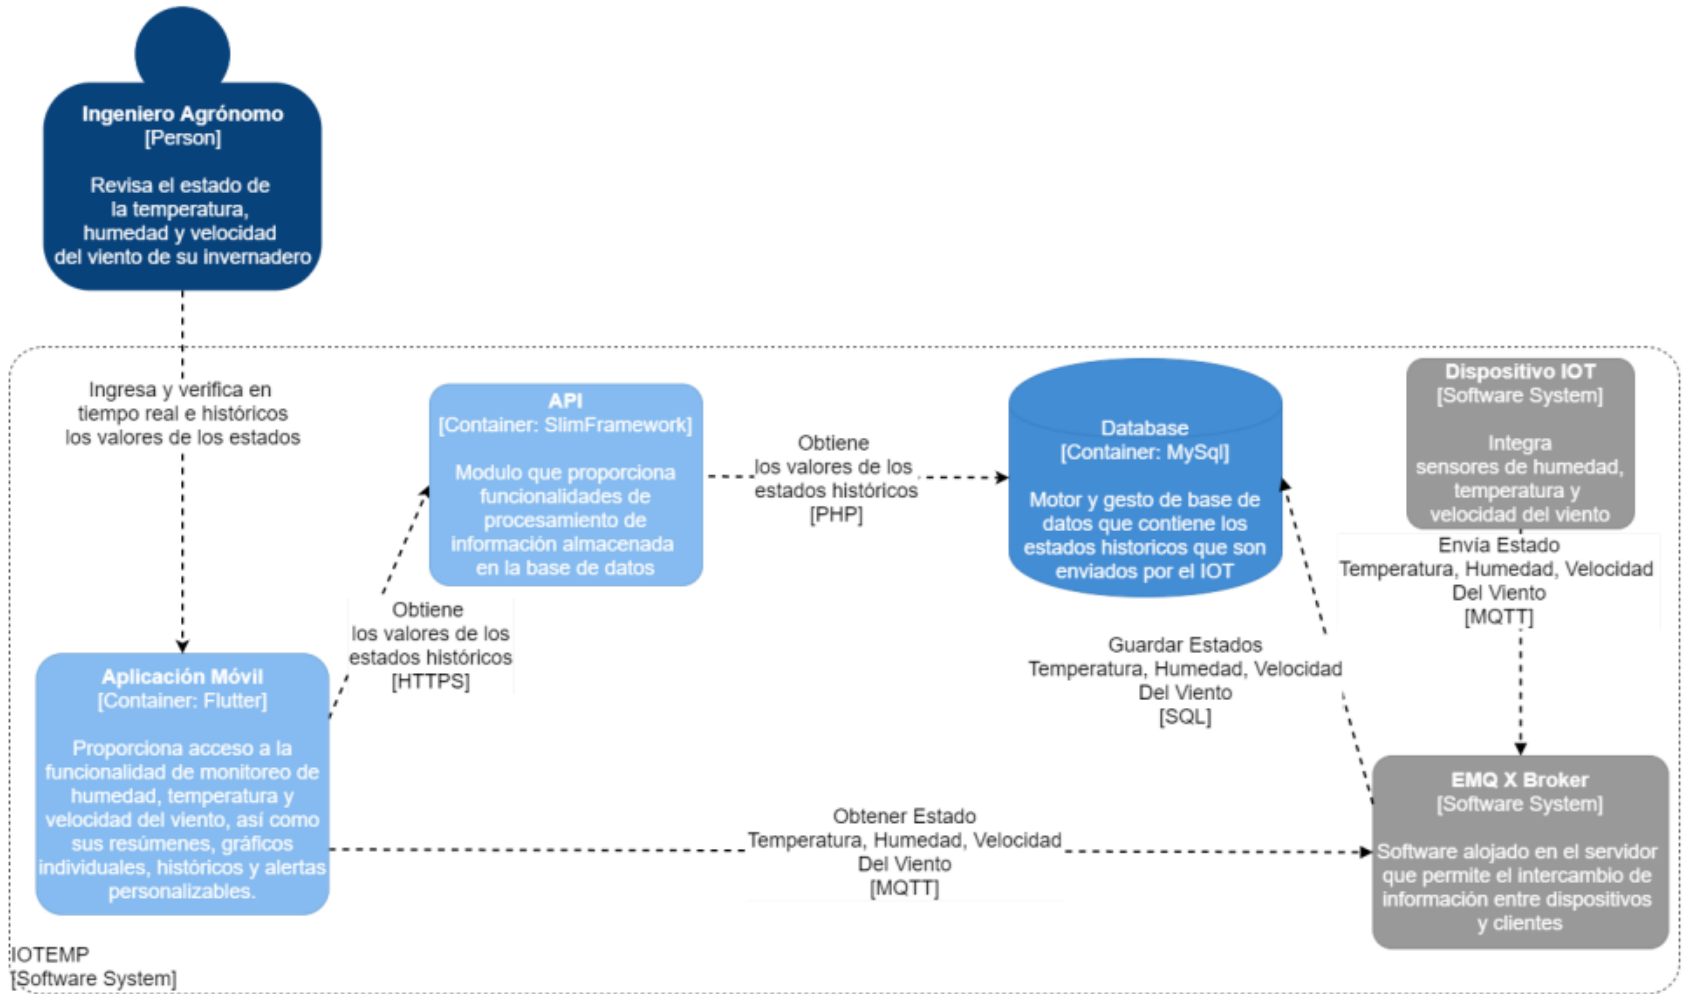 Ingeniero Agrónomo
[Person]
Revisa el estado de
la temperatura,
humedad y velocidad
del viento de su invernadero
Ingresa y verifica en
tiempo real e históricos
los valores de los estados
API
[Container: SlimFramework]
Modulo que proporciona
funcionalidades de
procesamiento de
información almacenada
en la base de datos
Obtiene
los valores de los
estados históricos
[PHP]
Database
[Container: MySql]
Motor y gesto de base de
datos que contiene los
estados historicos que son
enviados por el IOT
Dispositivo IOT
[Software System]
Integra
sensores de humedad,
temperatura y
velocidad del viento
Envía Estado
Temperatura, Humedad, Velocidad
Del Viento
[MQTT]
Obtiene
los valores de los
estados históricos
[HTTPS]
Guardar Estados
Temperatura, Humedad, Velocidad
Del Viento
[SQL]
Aplicación Móvil
[Container: Flutter]
Proporciona acceso a la
funcionalidad de monitoreo de
humedad, temperatura y
velocidad del viento, así como
sus resúmenes, gráficos
individuales, históricos y alertas
personalizables.
Obtener Estado
Temperatura, Humedad, Velocidad
Del Viento
[MQTT]
EMQ X Broker
[Software System]
Software alojado en el servidor
que permite el intercambio de
información entre dispositivos
y clientes
IOTEMP
[Software System]